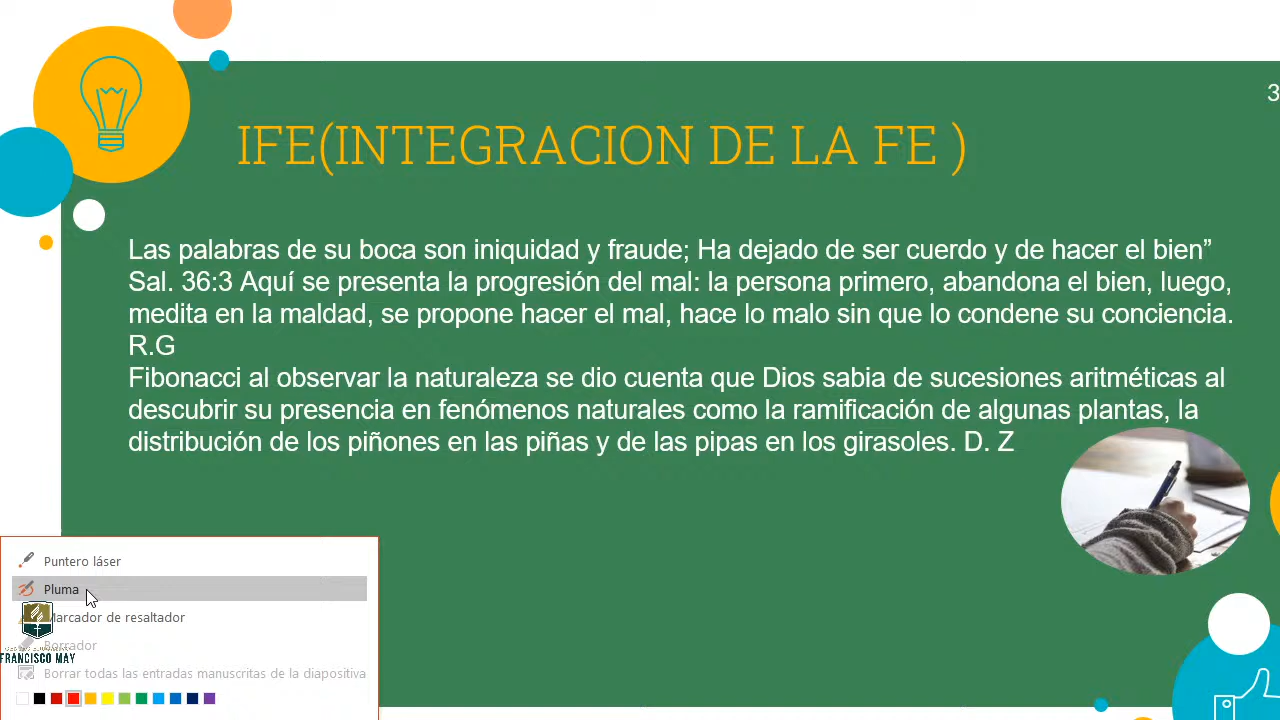 3
IFE(INTEGRACION DE LA FE )
Las palabras de su boca son iniquidad y fraude; Ha dejado de ser cuerdo y de hacer el bien”
Sal. 36:3 Aquí se presenta la progresión del mal: la persona primero, abandona el bien, luego,
medita en la maldad, se propone hacer el mal, hace lo malo sin que lo condene su conciencia.
R.G
Fibonacci al observar la naturaleza se dio cuenta que Dios sabia de sucesiones aritméticas al
descubrir su presencia en fenómenos naturales como la ramificación de algunas plantas, la
distribución de los piñones en las piñas y de las pipas en los girasoles. D. Z
Puntero láser
Pluma
Marcador de resaltador
Borrador
FRANCISCO MAY
Borrar todas las entradas manuscritas de la diapositiva